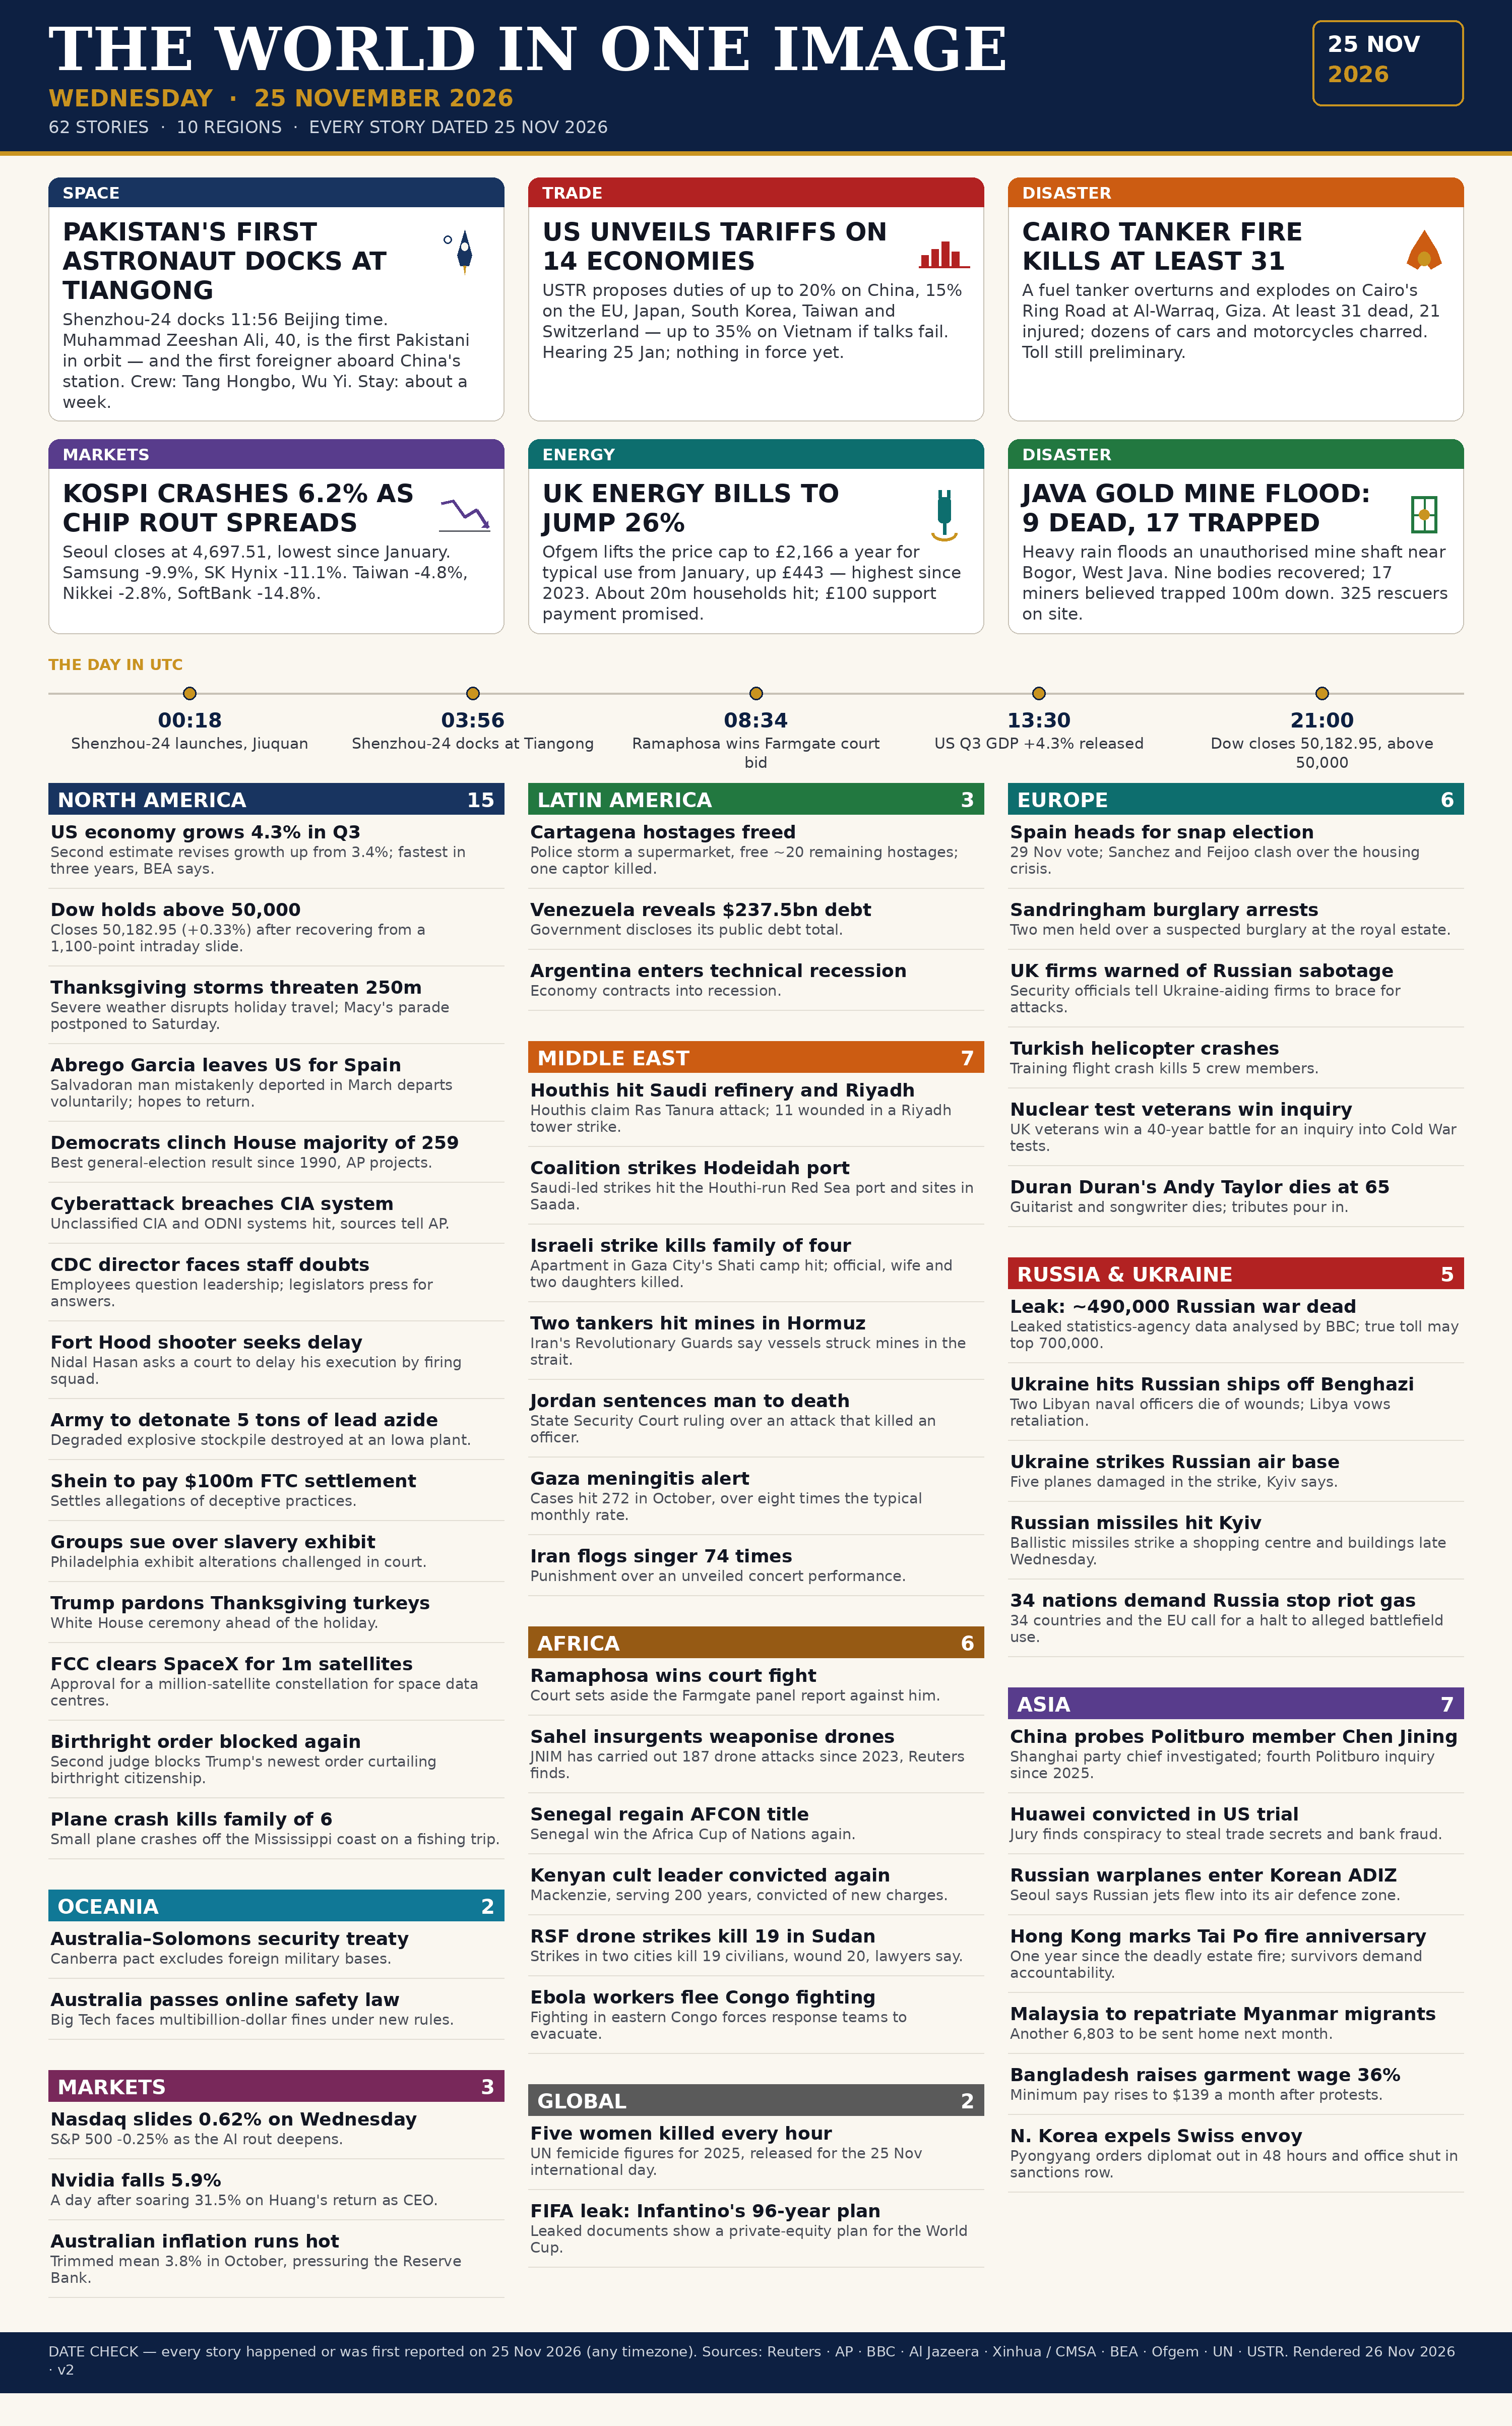 THE WORLD IN ONE IMAGE
WEDNESDAY · 25 NOVEMBER 2026
62 STORIES · 10 REGIONS · EVERY STORY DATED 25 NOV 2026
25 NOV
2026
SPACE
PAKISTAN'S FIRST
ASTRONAUT DOCKS AT
TIANGONG
Shenzhou-24 docks 11:56 Beijing time.
Muhammad Zeeshan Ali, 40, is the first Pakistani
in orbit — and the first foreigner aboard China's
station. Crew: Tang Hongbo, Wu Yi. Stay: about a
week.
TRADE
US UNVEILS TARIFFS ON
14 ECONOMIES
USTR proposes duties of up to 20% on China, 15%
on the EU, Japan, South Korea, Taiwan and
Switzerland — up to 35% on Vietnam if talks fail.
Hearing 25 Jan; nothing in force yet.
DISASTER
CAIRO TANKER FIRE
KILLS AT LEAST 31
A fuel tanker overturns and explodes on Cairo's
Ring Road at Al-Warraq, Giza. At least 31 dead, 21
injured; dozens of cars and motorcycles charred.
Toll still preliminary.
MARKETS
KOSPI CRASHES 6.2% AS
CHIP ROUT SPREADS
Seoul closes at 4,697.51, lowest since January.
Samsung -9.9%, SK Hynix -11.1%. Taiwan -4.8%,
Nikkei -2.8%, SoftBank -14.8%.
ENERGY
UK ENERGY BILLS TO
JUMP 26%
Ofgem lifts the price cap to £2,166 a year for
typical use from January, up £443 — highest since
2023. About 20m households hit; £100 support
payment promised.
DISASTER
JAVA GOLD MINE FLOOD:
9 DEAD, 17 TRAPPED
Heavy rain floods an unauthorised mine shaft near
Bogor, West Java. Nine bodies recovered; 17
miners believed trapped 100m down. 325 rescuers
on site.
THE DAY IN UTC
00:18
Shenzhou-24 launches, Jiuquan
03:56
Shenzhou-24 docks at Tiangong
08:34
Ramaphosa wins Farmgate court
bid
13:30
US Q3 GDP +4.3% released
21:00
Dow closes 50,182.95, above
50,000
NORTH AMERICA 15
US economy grows 4.3% in Q3
Second estimate revises growth up from 3.4%; fastest in
three years, BEA says.
Dow holds above 50,000
Closes 50,182.95 (+0.33%) after recovering from a
1,100-point intraday slide.
Thanksgiving storms threaten 250m
Severe weather disrupts holiday travel; Macy's parade
postponed to Saturday.
Abrego Garcia leaves US for Spain
Salvadoran man mistakenly deported in March departs
voluntarily; hopes to return.
Democrats clinch House majority of 259
Best general-election result since 1990, AP projects.
Cyberattack breaches CIA system
Unclassified CIA and ODNI systems hit, sources tell AP.
CDC director faces staff doubts
Employees question leadership; legislators press for
answers.
Fort Hood shooter seeks delay
Nidal Hasan asks a court to delay his execution by firing
squad.
Army to detonate 5 tons of lead azide
Degraded explosive stockpile destroyed at an Iowa plant.
Shein to pay $100m FTC settlement
Settles allegations of deceptive practices.
Groups sue over slavery exhibit
Philadelphia exhibit alterations challenged in court.
Trump pardons Thanksgiving turkeys
White House ceremony ahead of the holiday.
FCC clears SpaceX for 1m satellites
Approval for a million-satellite constellation for space data
centres.
Birthright order blocked again
Second judge blocks Trump's newest order curtailing
birthright citizenship.
Plane crash kills family of 6
Small plane crashes off the Mississippi coast on a fishing trip.
OCEANIA 2
Australia–Solomons security treaty
Canberra pact excludes foreign military bases.
Australia passes online safety law
Big Tech faces multibillion-dollar fines under new rules.
MARKETS 3
Nasdaq slides 0.62% on Wednesday
S&P 500 -0.25% as the AI rout deepens.
Nvidia falls 5.9%
A day after soaring 31.5% on Huang's return as CEO.
Australian inflation runs hot
Trimmed mean 3.8% in October, pressuring the Reserve
Bank.
LATIN AMERICA 3
Cartagena hostages freed
Police storm a supermarket, free ~20 remaining hostages;
one captor killed.
Venezuela reveals $237.5bn debt
Government discloses its public debt total.
Argentina enters technical recession
Economy contracts into recession.
MIDDLE EAST 7
Houthis hit Saudi refinery and Riyadh
Houthis claim Ras Tanura attack; 11 wounded in a Riyadh
tower strike.
Coalition strikes Hodeidah port
Saudi-led strikes hit the Houthi-run Red Sea port and sites in
Saada.
Israeli strike kills family of four
Apartment in Gaza City's Shati camp hit; official, wife and
two daughters killed.
Two tankers hit mines in Hormuz
Iran's Revolutionary Guards say vessels struck mines in the
strait.
Jordan sentences man to death
State Security Court ruling over an attack that killed an
officer.
Gaza meningitis alert
Cases hit 272 in October, over eight times the typical
monthly rate.
Iran flogs singer 74 times
Punishment over an unveiled concert performance.
AFRICA 6
Ramaphosa wins court fight
Court sets aside the Farmgate panel report against him.
Sahel insurgents weaponise drones
JNIM has carried out 187 drone attacks since 2023, Reuters
finds.
Senegal regain AFCON title
Senegal win the Africa Cup of Nations again.
Kenyan cult leader convicted again
Mackenzie, serving 200 years, convicted of new charges.
RSF drone strikes kill 19 in Sudan
Strikes in two cities kill 19 civilians, wound 20, lawyers say.
Ebola workers flee Congo fighting
Fighting in eastern Congo forces response teams to
evacuate.
GLOBAL 2
Five women killed every hour
UN femicide figures for 2025, released for the 25 Nov
international day.
FIFA leak: Infantino's 96-year plan
Leaked documents show a private-equity plan for the World
Cup.
EUROPE 6
Spain heads for snap election
29 Nov vote; Sanchez and Feijoo clash over the housing
crisis.
Sandringham burglary arrests
Two men held over a suspected burglary at the royal estate.
UK firms warned of Russian sabotage
Security officials tell Ukraine-aiding firms to brace for
attacks.
Turkish helicopter crashes
Training flight crash kills 5 crew members.
Nuclear test veterans win inquiry
UK veterans win a 40-year battle for an inquiry into Cold War
tests.
Duran Duran's Andy Taylor dies at 65
Guitarist and songwriter dies; tributes pour in.
RUSSIA & UKRAINE 5
Leak: ~490,000 Russian war dead
Leaked statistics-agency data analysed by BBC; true toll may
top 700,000.
Ukraine hits Russian ships off Benghazi
Two Libyan naval officers die of wounds; Libya vows
retaliation.
Ukraine strikes Russian air base
Five planes damaged in the strike, Kyiv says.
Russian missiles hit Kyiv
Ballistic missiles strike a shopping centre and buildings late
Wednesday.
34 nations demand Russia stop riot gas
34 countries and the EU call for a halt to alleged battlefield
use.
ASIA 7
China probes Politburo member Chen Jining
Shanghai party chief investigated; fourth Politburo inquiry
since 2025.
Huawei convicted in US trial
Jury finds conspiracy to steal trade secrets and bank fraud.
Russian warplanes enter Korean ADIZ
Seoul says Russian jets flew into its air defence zone.
Hong Kong marks Tai Po fire anniversary
One year since the deadly estate fire; survivors demand
accountability.
Malaysia to repatriate Myanmar migrants
Another 6,803 to be sent home next month.
Bangladesh raises garment wage 36%
Minimum pay rises to $139 a month after protests.
N. Korea expels Swiss envoy
Pyongyang orders diplomat out in 48 hours and office shut in
sanctions row.
DATE CHECK — every story happened or was first reported on 25 Nov 2026 (any timezone). Sources: Reuters · AP · BBC · Al Jazeera · Xinhua / CMSA · BEA · Ofgem · UN · USTR. Rendered 26 Nov 2026
· v2